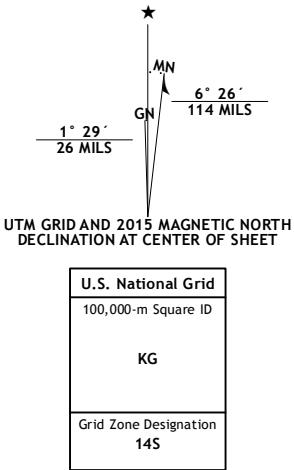 ★
MN
GN
6° 26´
114 MILS
1° 29´
26 MILS
UTM GRID AND 2015 MAGNETIC NORTH
DECLINATION AT CENTER OF SHEET
U.S. National Grid
100,000-m Square ID
KG
Grid Zone Designation
14S